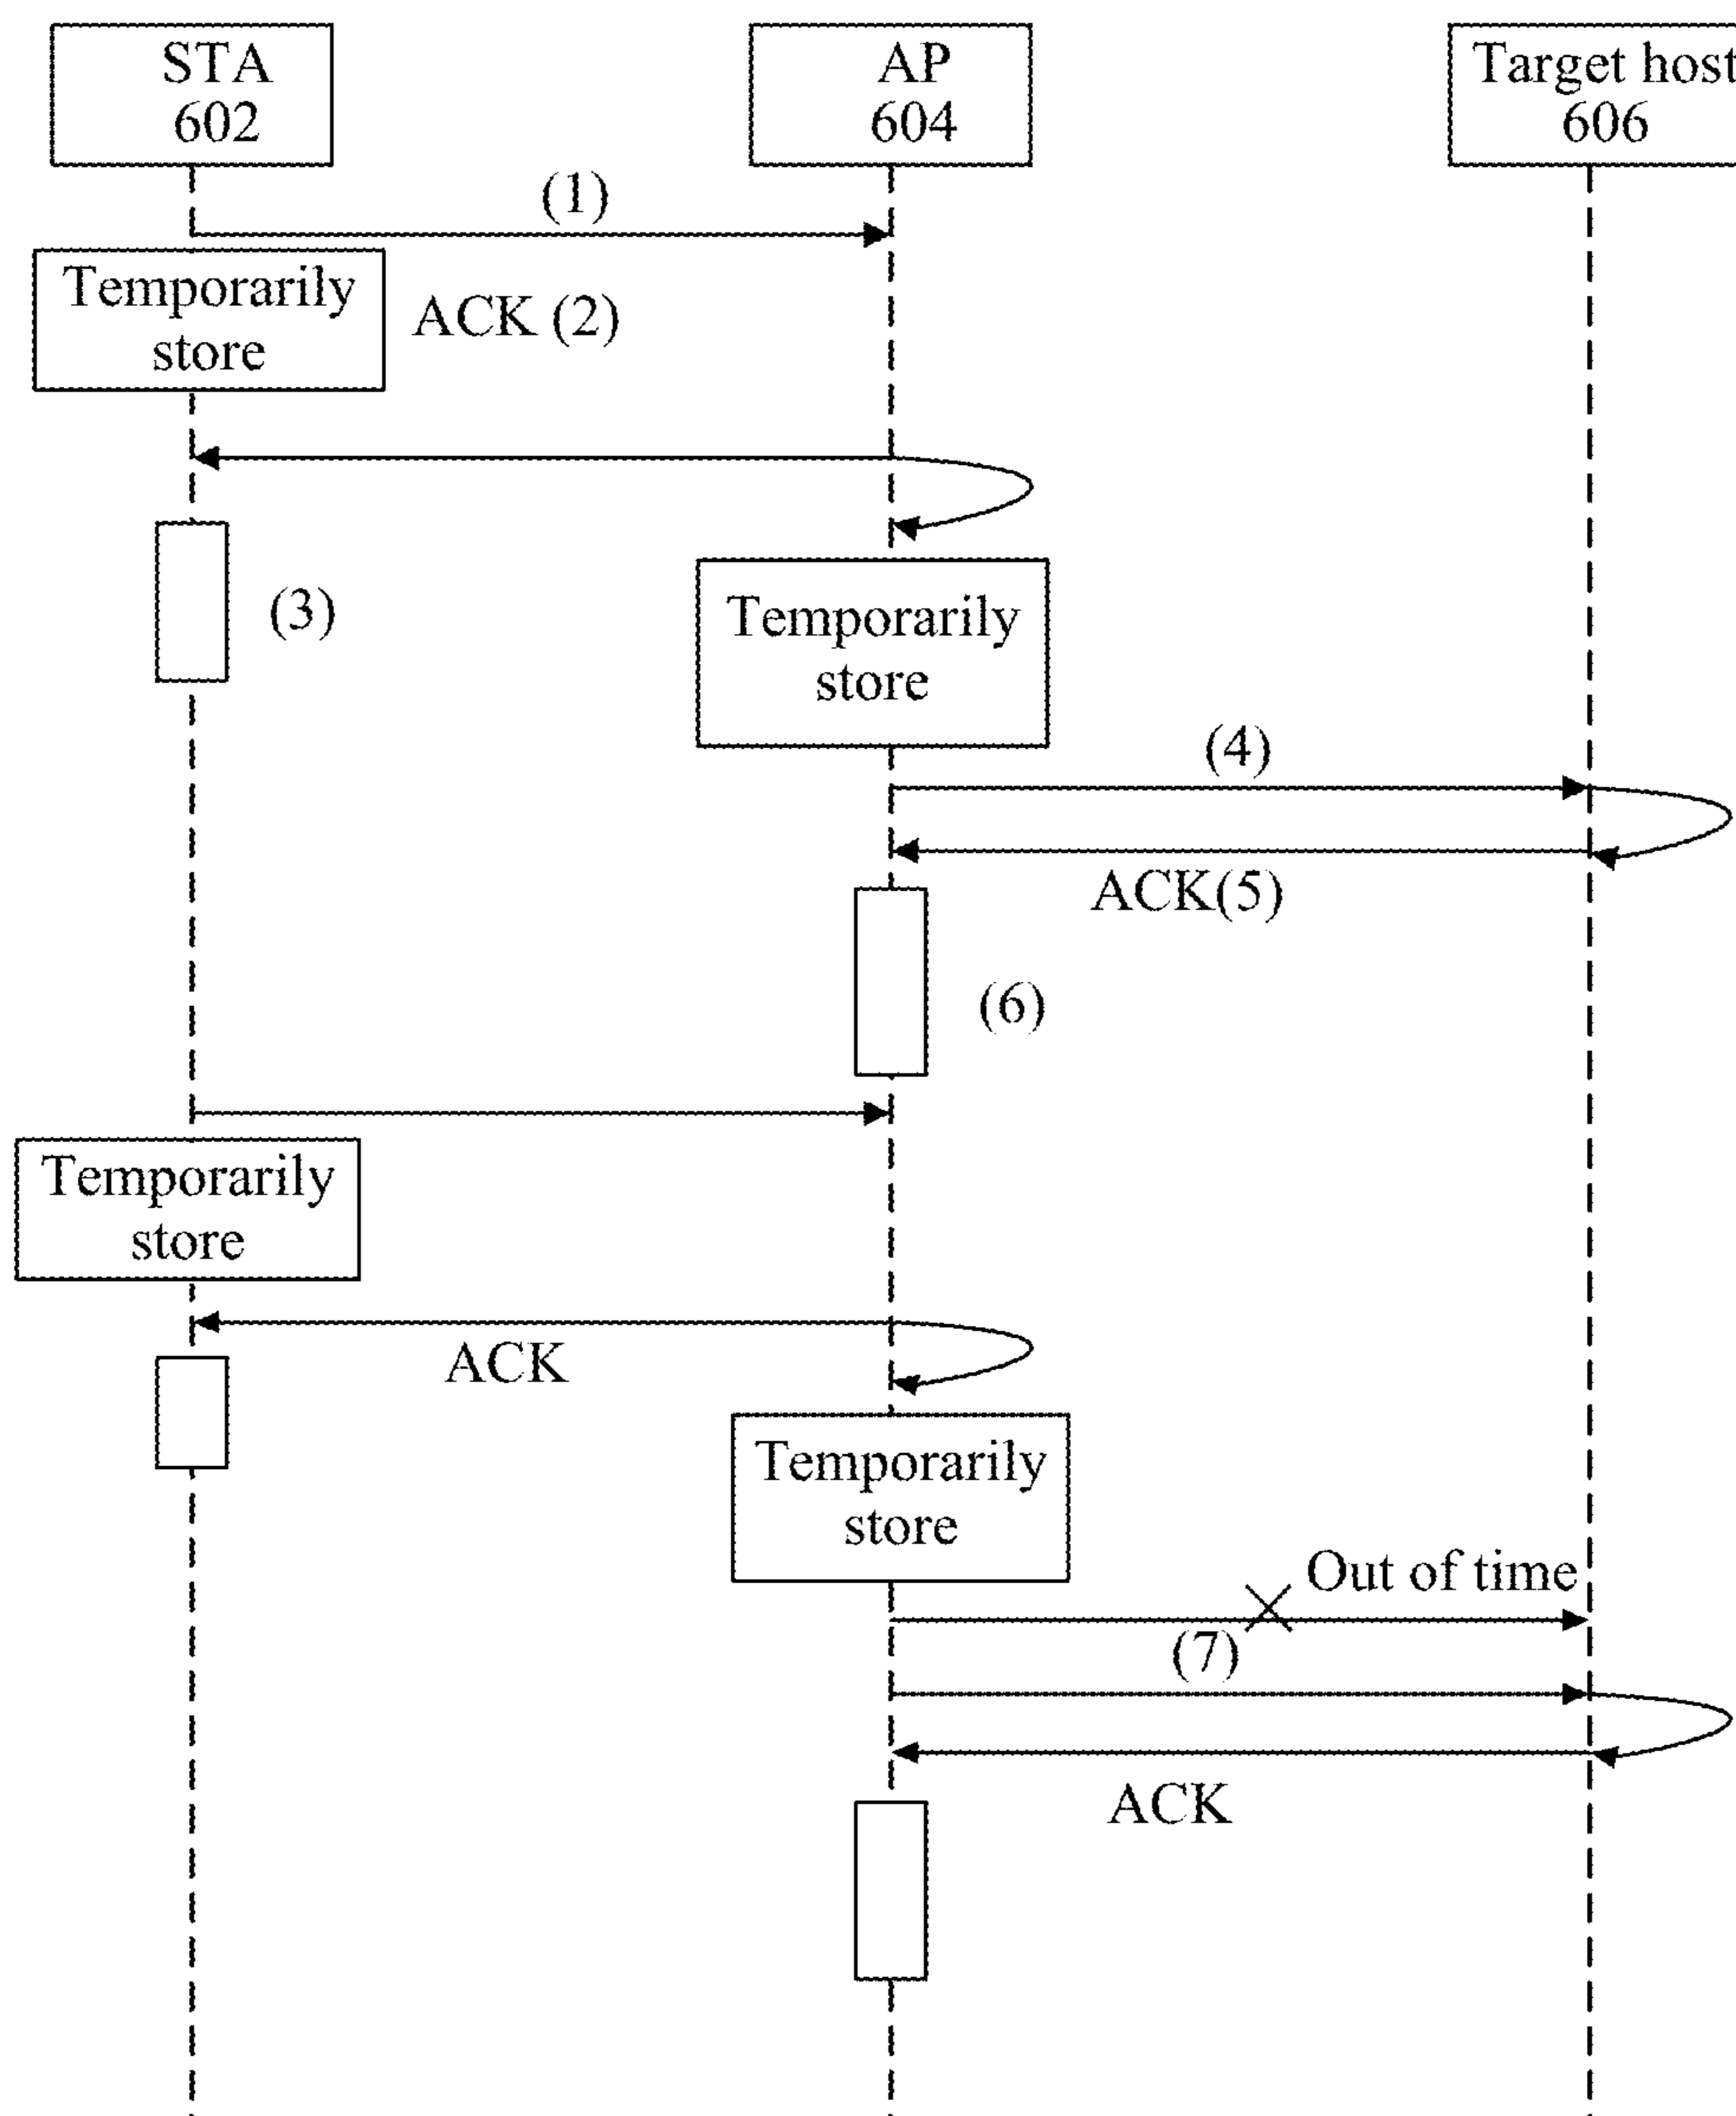 STA
602
AP
604
Target host
606
(1)
Temporarily
store
ACK (2)
(3)
Temporarily
store
(4)
ACK(5)
(6)
Temporarily
store
ACK
Temporarily
store
Out of time
(7)
ACK